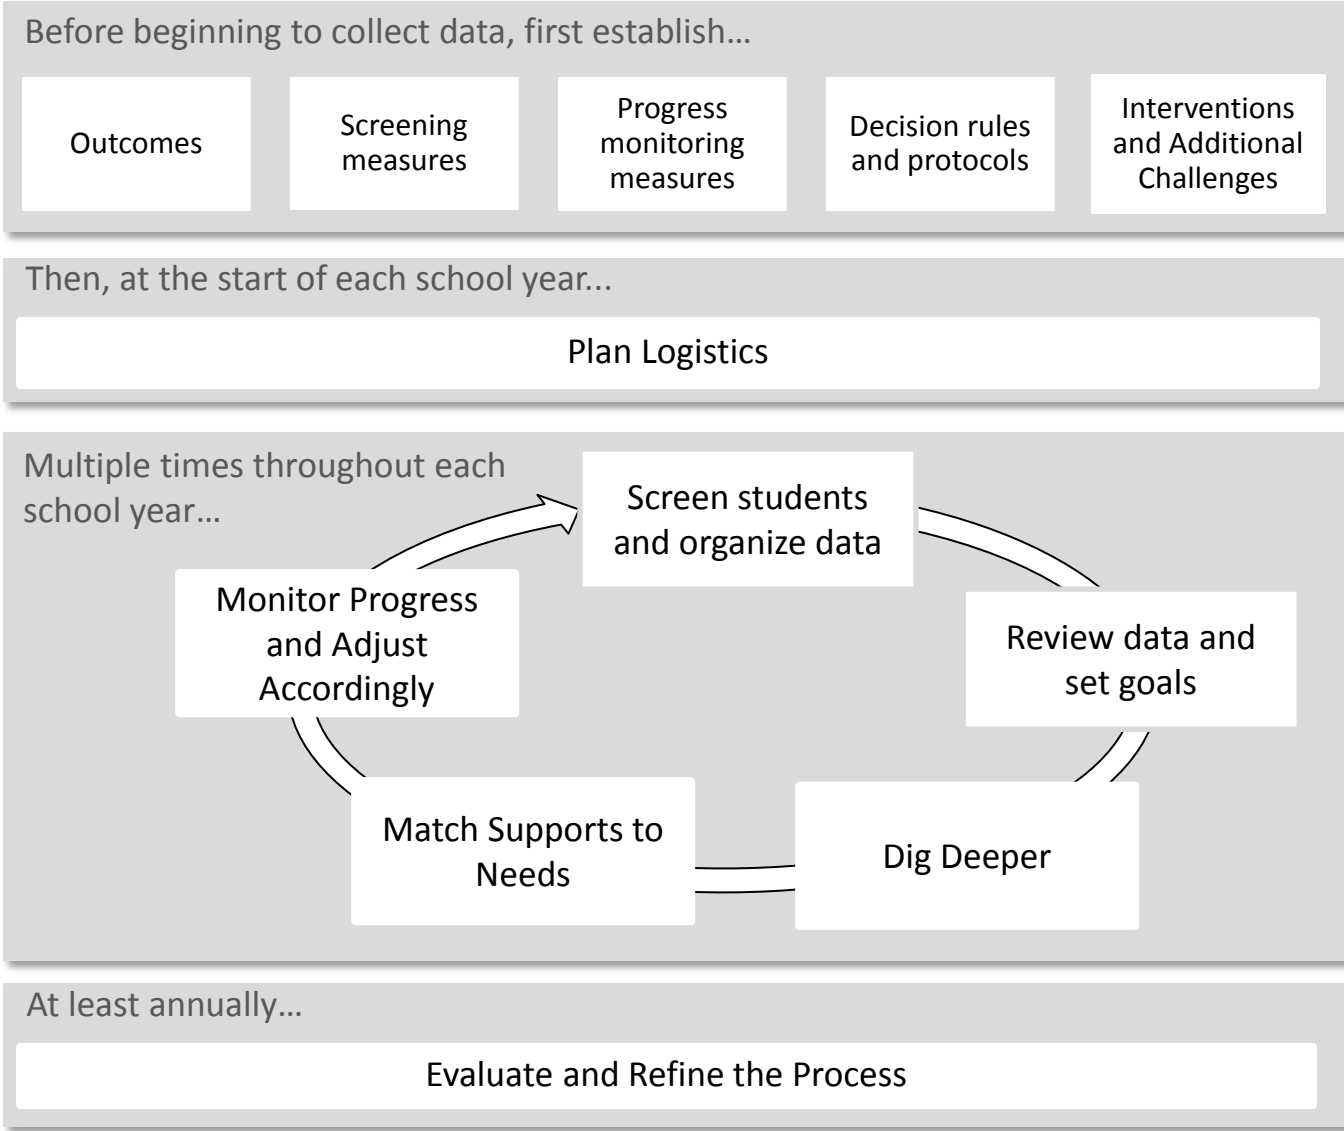 Before beginning to collect data, first establish…
Outcomes
Screening
measures
Progress
monitoring
measures
Decision rules
and protocols
Interventions
and Additional
Challenges
Then, at the start of each school year...
Plan Logistics
Multiple times throughout each
school year…
Screen students
and organize data
Review data and
set goals
Dig Deeper
Match Supports to
Needs
Monitor Progress
and Adjust
Accordingly
At least annually…
Evaluate and Refine the Process